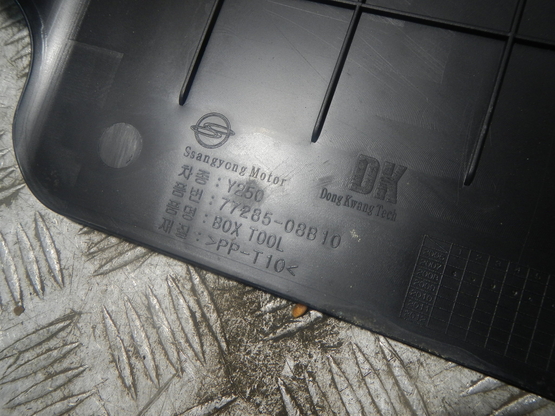 Ssangyong Motor
차종 : Y250
품번 : 77285-08B10
품명 : BOX TOOL
재질 : >PP-T10<
DK
Dong Kwang Tech